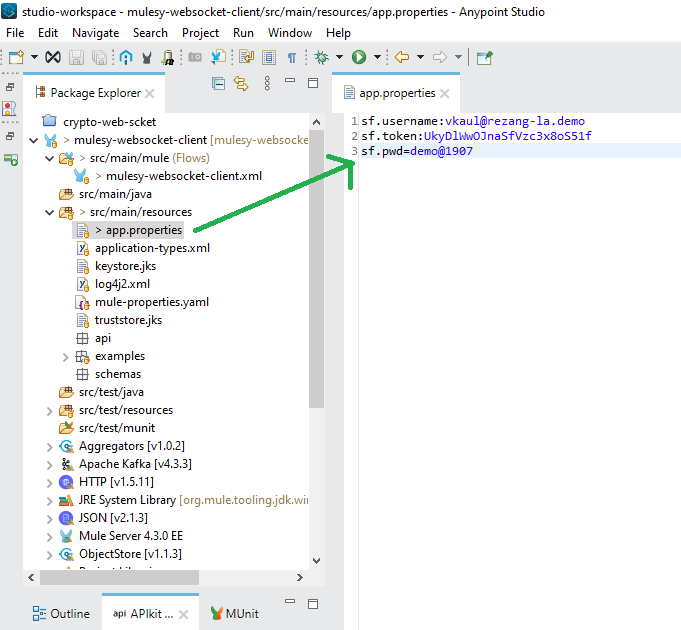 studio-workspace - mulesy-websocket-client/src/main/resources/app.properties - Anypoint Studio
File Edit Navigate Search Project Run Window Help
Package Explorer
crypto-web-scket
> mulesy-websocket-client [mulesy-websocke
> src/main/mule (Flows)
> mulesy-websocket-client.xml
src/main/java
> src/main/resources
> app.properties
application-types.xml
keystore.jks
log4j2.xml
mule-properties.yaml
truststore.jks
api
examples
schemas
src/test/java
src/test/resources
src/test/munit
Aggregators [v1.0.2]
Apache Kafka [v4.3.3]
HTTP [v1.5.11]
JRE System Library [org.mule.tooling.jdk.win
JSON [v2.1.3]
Mule Server 4.3.0 EE
ObjectStore [v1.1.3]
Outline
api APIkit ...
MUnit
app.properties
1 sf.username:vkaul@rezang-la.demo
2 sf.token:UkyDlWwOJnaSfVzc3x8oS51f
3 sf.pwd=demo@1907